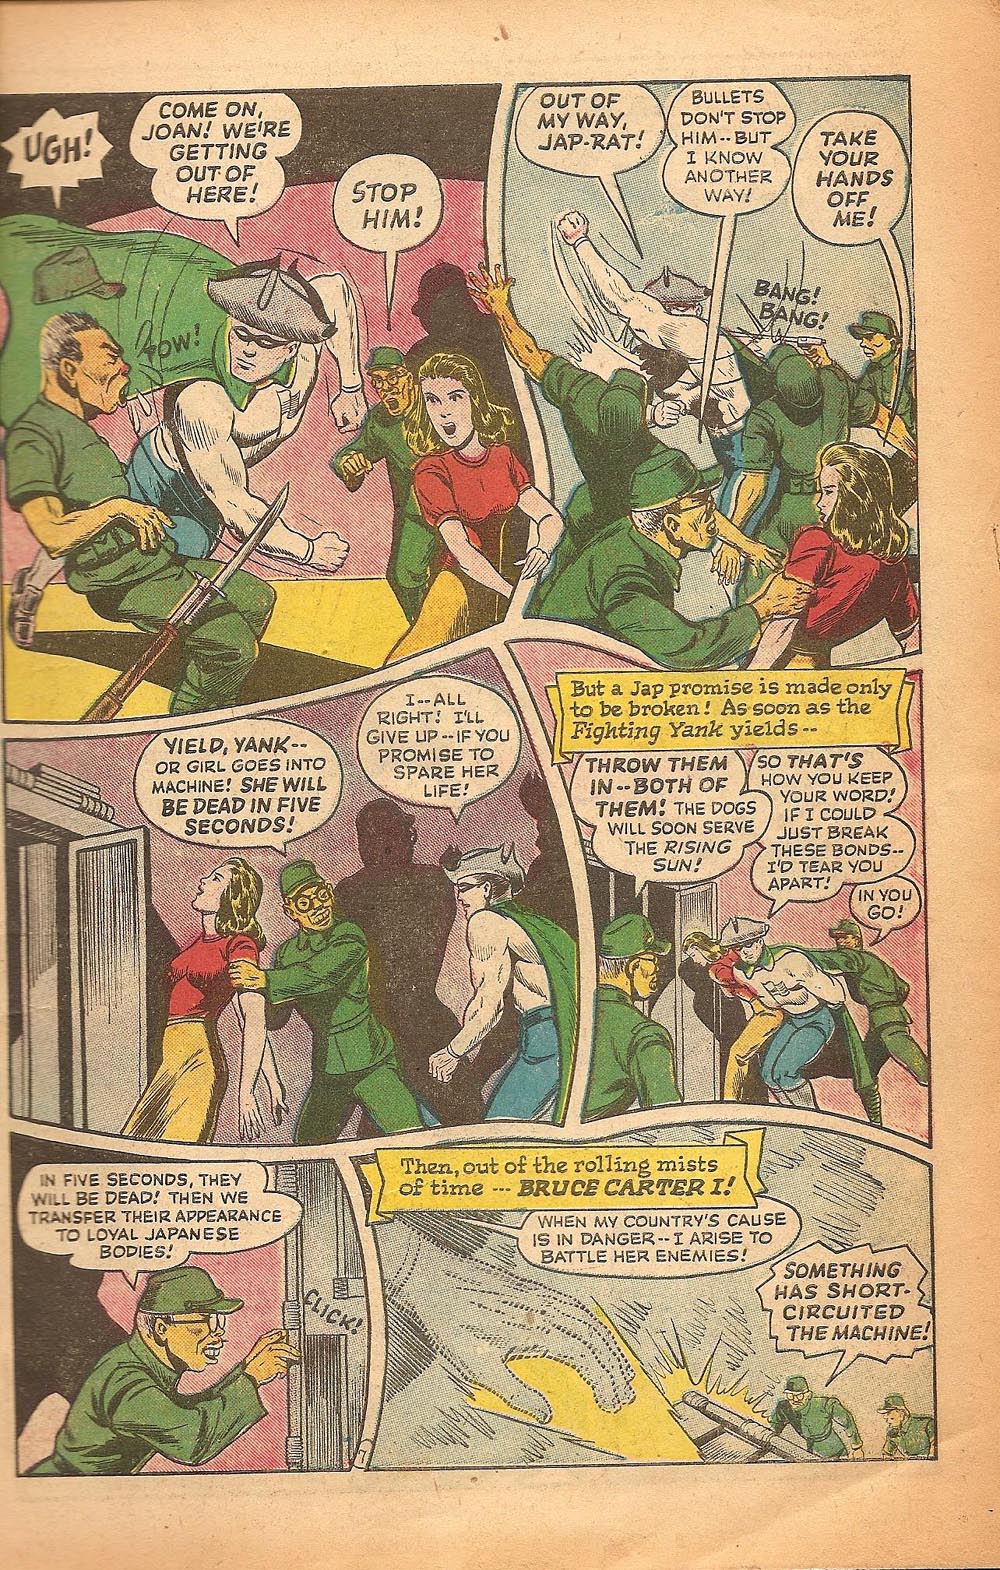 UGH!
COME ON,
JOAN! WE'RE
GETTING
OUT OF
HERE!
STOP
HIM!
POW!
OUT OF
MY WAY,
JAP-RAT!
BULLETS
DON'T STOP
HIM--BUT
I KNOW
ANOTHER
WAY!
TAKE
YOUR
HANDS
OFF
ME!
BANG!
BANG!
YIELD, YANK--
OR GIRL GOES INTO
MACHINE! SHE WILL
BE DEAD IN FIVE
SECONDS!
I--ALL
RIGHT! I'LL
GIVE UP--IF YOU
PROMISE TO
SPARE HER
LIFE!
But a Jap promise is made only
to be broken! As soon as the
Fighting Yank yields--
THROW THEM
IN--BOTH OF
THEM! THE DOGS
WILL SOON SERVE
THE RISING
SUN!
SO THAT'S
HOW YOU KEEP
YOUR WORD!
IF I COULD
JUST BREAK
THESE BONDS--
I'D TEAR YOU
APART!
IN YOU
GO!
IN FIVE SECONDS, THEY
WILL BE DEAD! THEN WE
TRANSFER THEIR APPEARANCE
TO LOYAL JAPANESE
BODIES!
CLICK!
Then, out of the rolling mists
of time --- BRUCE CARTER I!
WHEN MY COUNTRY'S CAUSE
IS IN DANGER--I ARISE TO
BATTLE HER ENEMIES!
SOMETHING
HAS SHORT-
CIRCUITED
THE MACHINE!